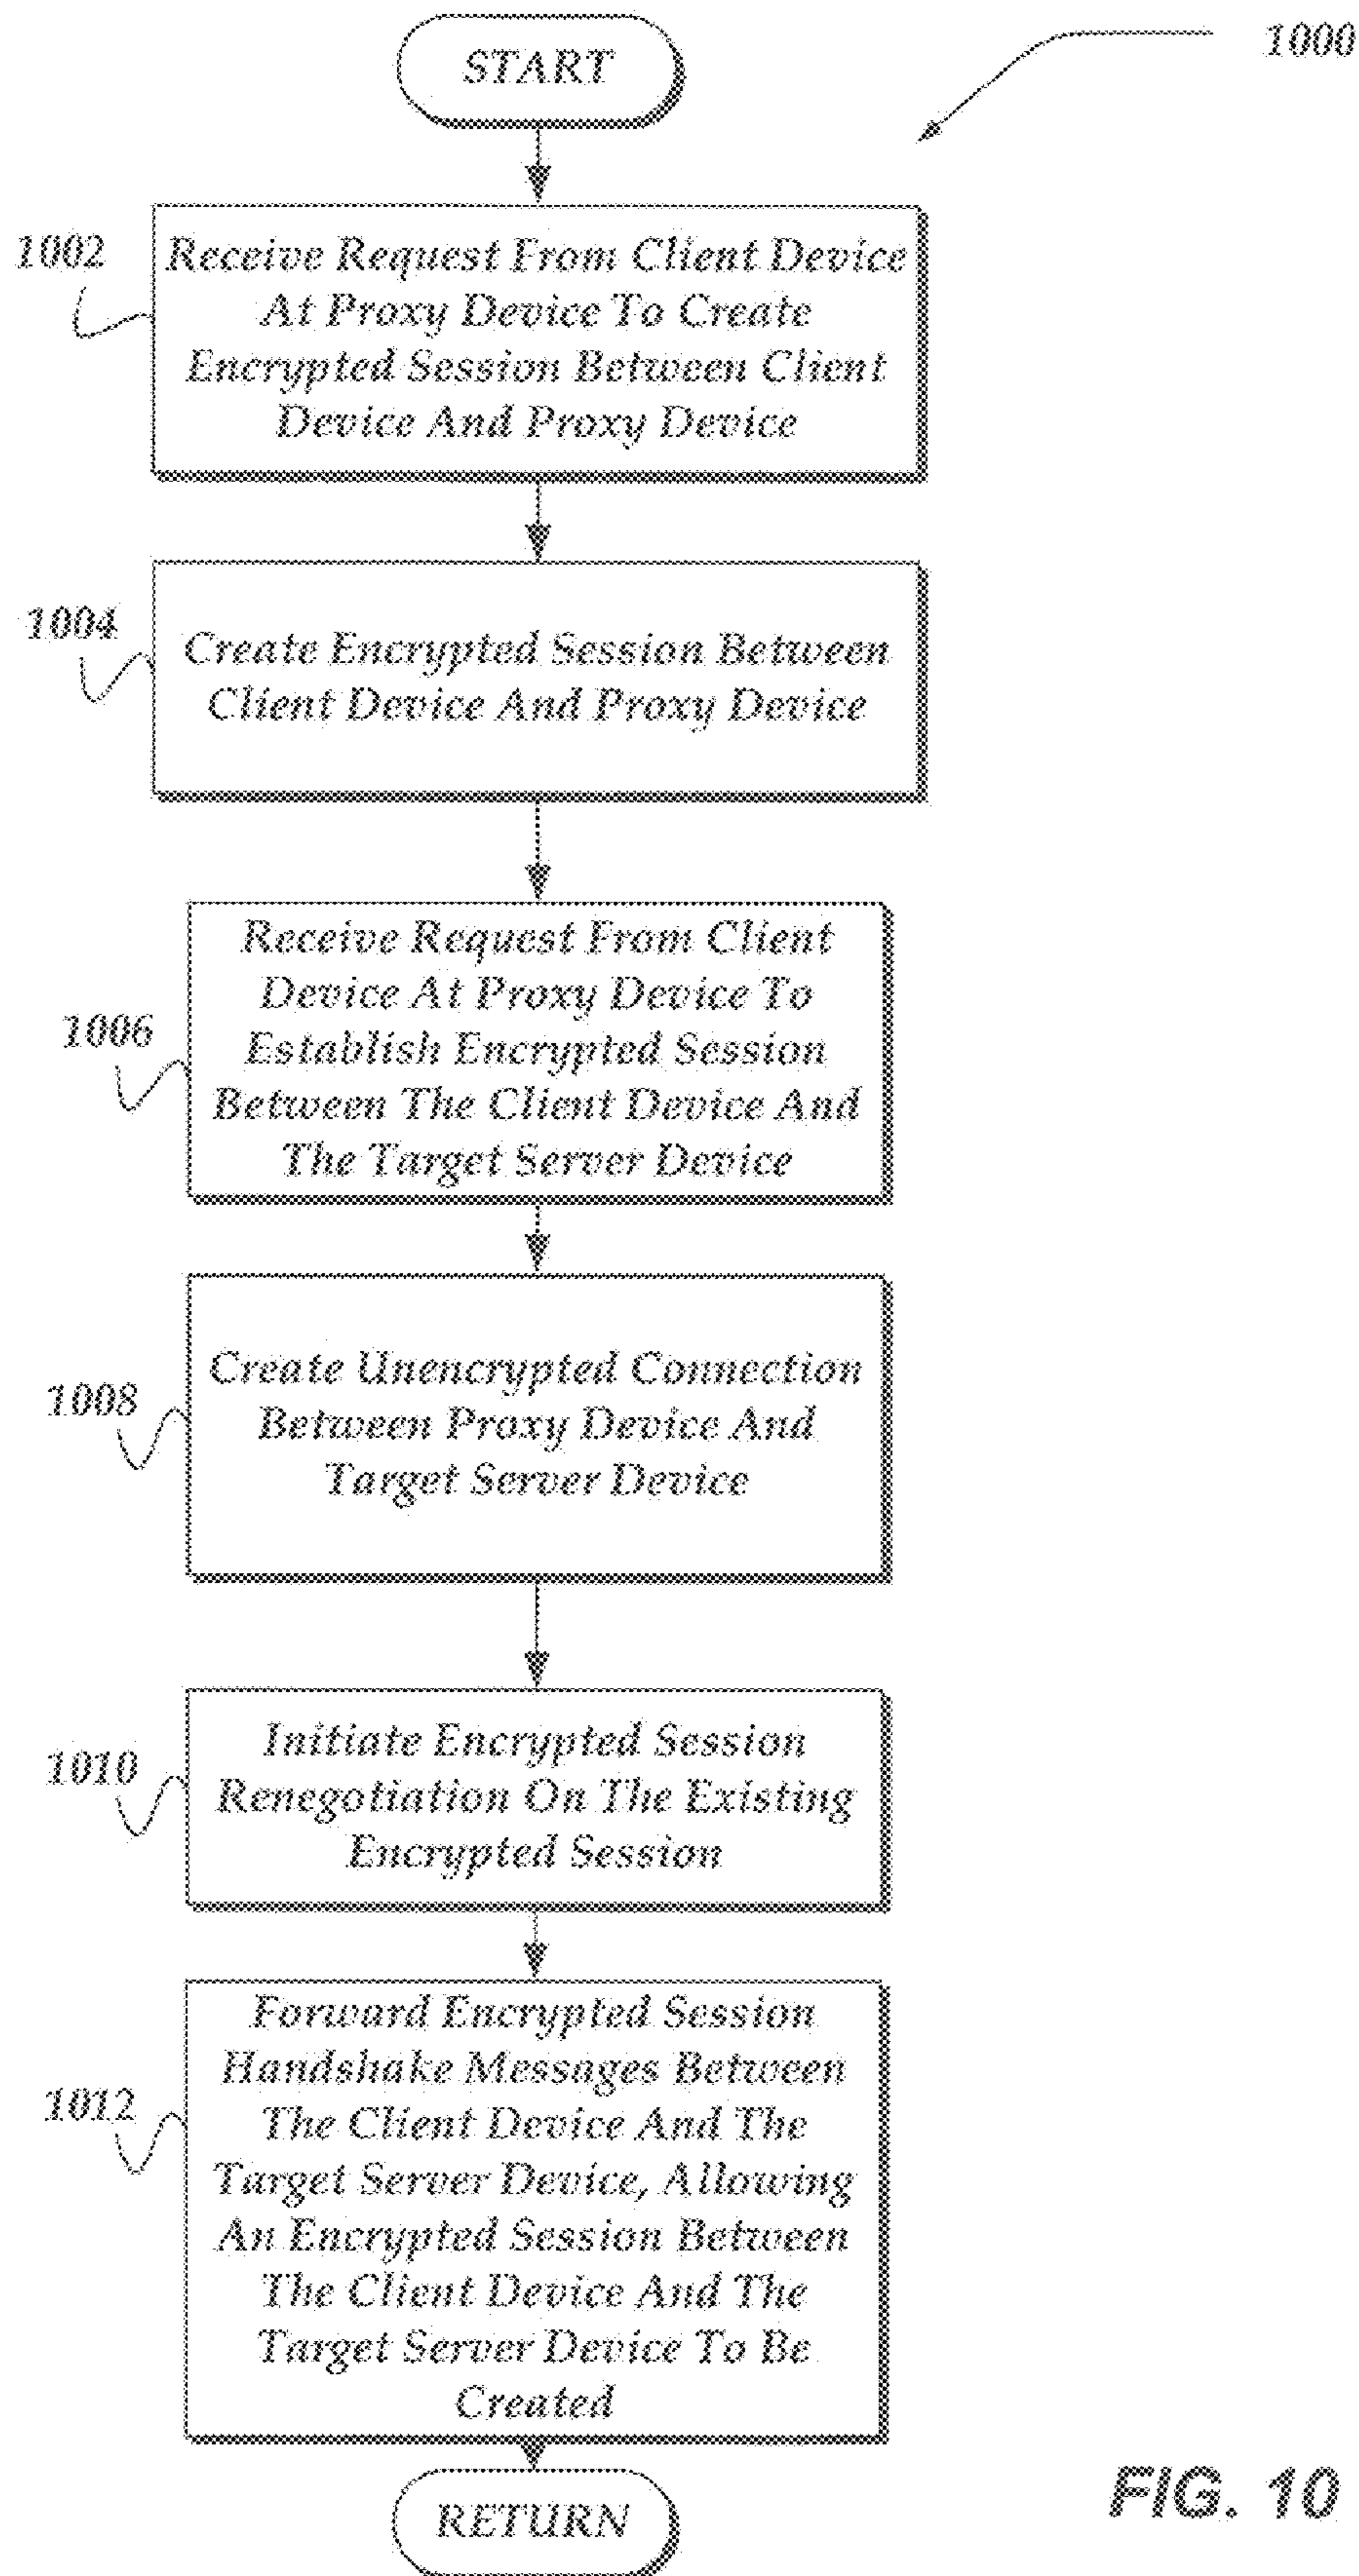 START
1000
1002
Receive Request From Client Device
At Proxy Device To Create
Encrypted Session Between Client
Device And Proxy Device
1004
Create Encrypted Session Between
Client Device And Proxy Device
1006
Receive Request From Client
Device At Proxy Device To
Establish Encrypted Session
Between The Client Device And
The Target Server Device
1008
Create Unencrypted Connection
Between Proxy Device And
Target Server Device
1010
Initiate Encrypted Session
Renegotiation On The Existing
Encrypted Session
1012
Forward Encrypted Session
Handshake Messages Between
The Client Device And The
Target Server Device, Allowing
An Encrypted Session Between
The Client Device And The
Target Server Device To Be
Created
RETURN
FIG. 10